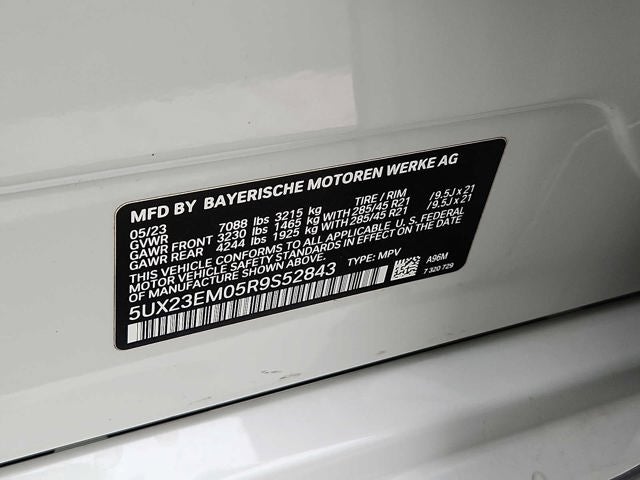 MFD BY BAYERISCHE MOTOREN WERKE AG
05/23 TIRE / RIM
GVWR 7088 lbs 3215 kg
GAWR FRONT 3230 lbs 1465 kg WITH 285/45 R21 /9.5J x 21
GAWR REAR 4244 lbs 1925 kg WITH 285/45 R21 /9.5J x 21
THIS VEHICLE CONFORMS TO ALL APPLICABLE U.S. FEDERAL
MOTOR VEHICLE SAFETY STANDARDS IN EFFECT ON THE DATE
OF MANUFACTURE SHOWN ABOVE.
5UX23EM05R9S52843 TYPE: MPV
A96M
7 320 729